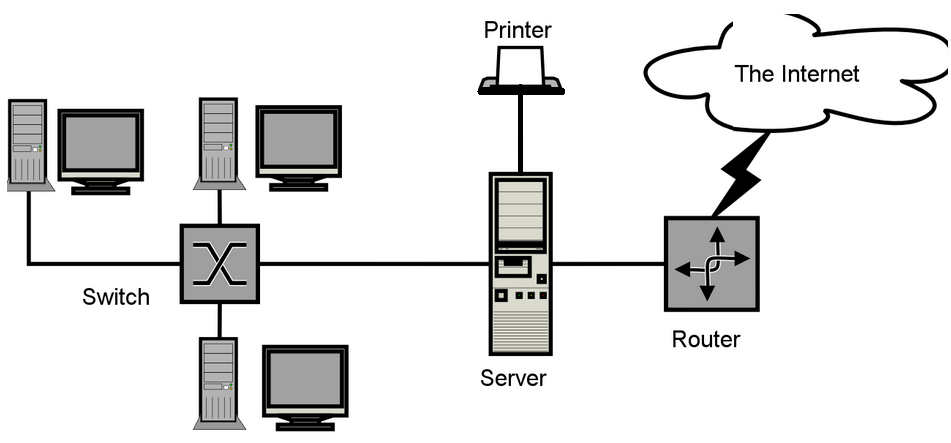 Printer
The Internet
Switch
Router
Server